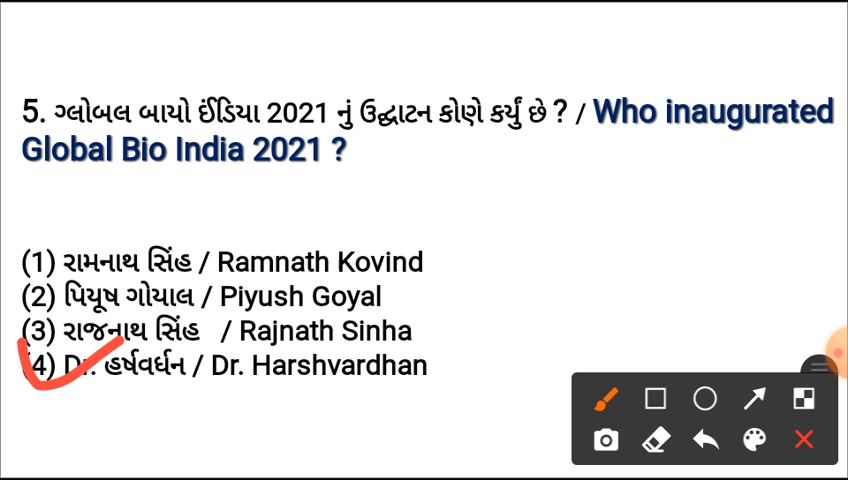 5. ગ્લોબલ બાયો ઈંડિયા 2021 નું ઉદ્ઘાટન કોણે કર્યું છે ? / Who inaugurated
Global Bio India 2021 ?
(1) રામનાથ સિંહ / Ramnath Kovind
(2) પિયૂષ ગોયાલ / Piyush Goyal
(3) રાજનાથ સિંહ / Rajnath Sinha
(4) Dr. હર્ષવર્ધન / Dr. Harshvardhan